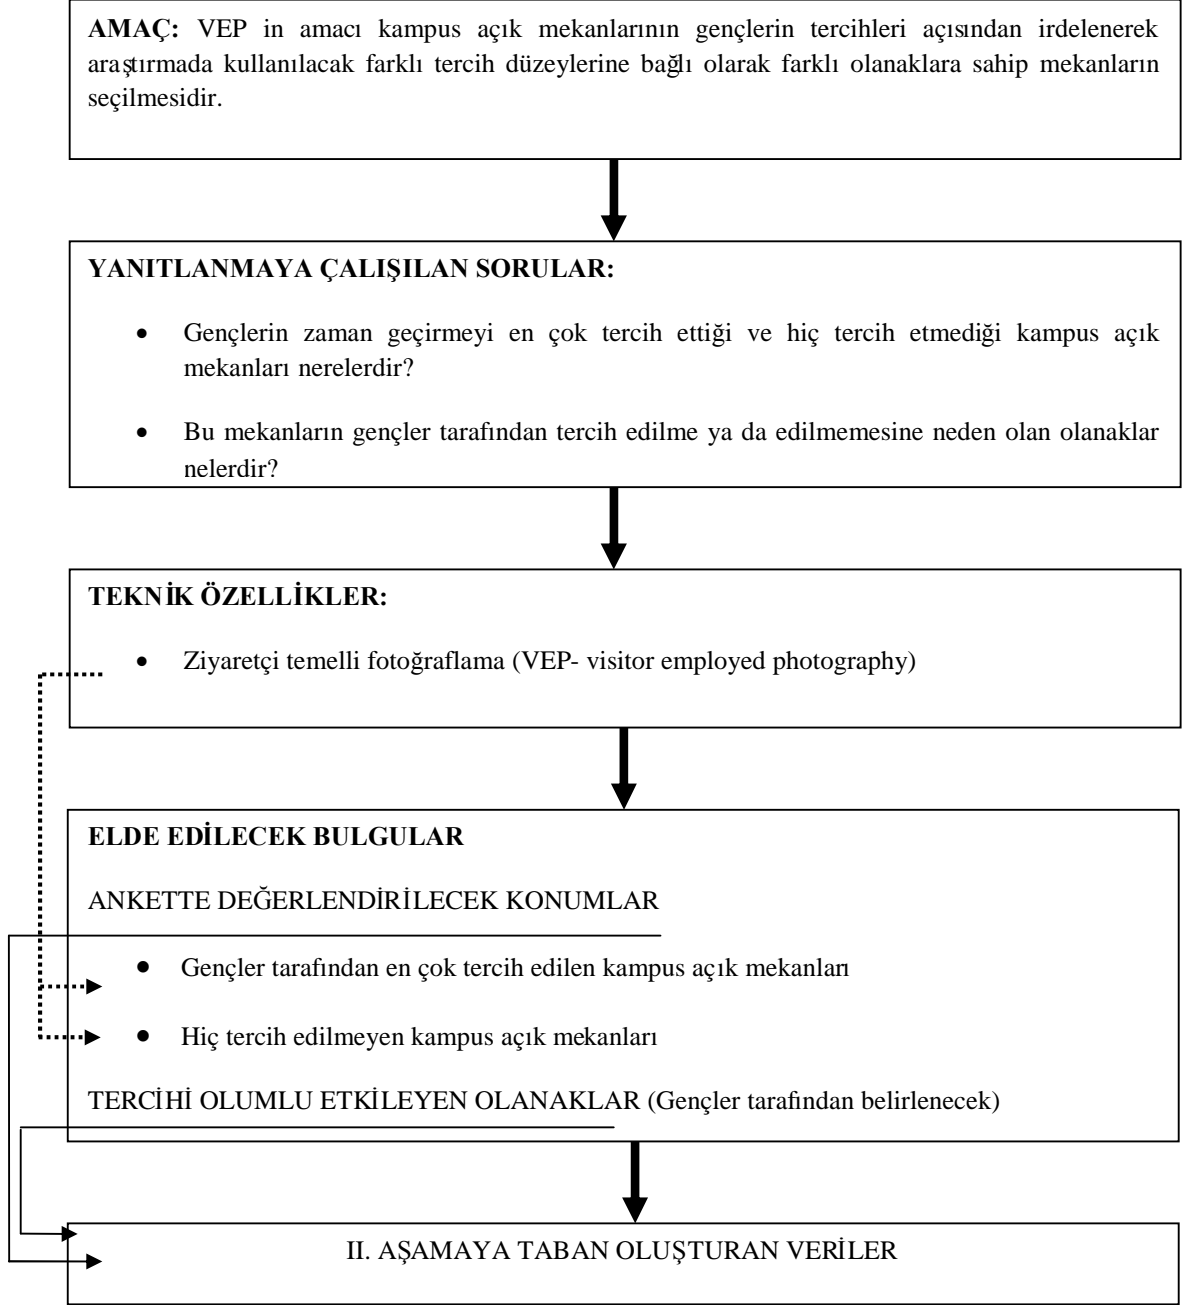 AMAÇ: VEP in amacı kampus açık mekanlarının gençlerin tercihleri açısından irdelenerek
araştırmada kullanılacak farklı tercih düzeylerine bağlı olarak farklı olanaklara sahip mekanların
seçilmesidir.
YANITLANMAYA ÇALIŞILAN SORULAR:
• Gençlerin zaman geçirmeyi en çok tercih ettiği ve hiç tercih etmediği kampus açık
mekanları nerelerdir?
• Bu mekanların gençler tarafından tercih edilme ya da edilmemesine neden olan olanaklar
nelerdir?
TEKNİK ÖZELLİKLER:
• Ziyaretçi temelli fotoğraflama (VEP- visitor employed photography)
ELDE EDİLECEK BULGULAR
ANKETTE DEĞERLENDİRİLECEK KONUMLAR
• Gençler tarafından en çok tercih edilen kampus açık mekanları
• Hiç tercih edilmeyen kampus açık mekanları
TERCİHİ OLUMLU ETKİLEYEN OLANAKLAR (Gençler tarafından belirlenecek)
II. AŞAMAYA TABAN OLUŞTURAN VERİLER